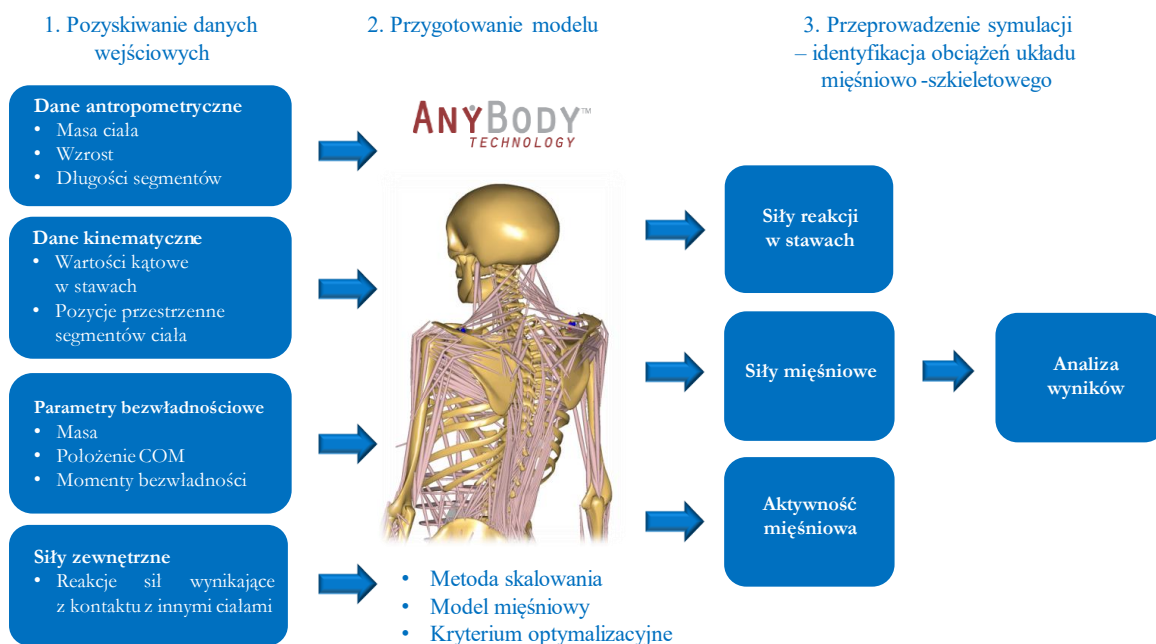 1. Pozyskiwanie danych
wejściowych
Dane antropometryczne
• Masa ciała
• Wzrost
• Długości segmentów
Dane kinematyczne
• Wartości kątowe
w stawach
• Pozycje przestrzenne
segmentów ciała
Parametry bezwładnościowe
• Masa
• Położenie COM
• Momenty bezwładności
Siły zewnętrzne
• Reakcje sił wynikające
z kontaktu z innymi ciałami
2. Przygotowanie modelu
ANYBODY™
TECHNOLOGY
• Metoda skalowania
• Model mięśniowy
• Kryterium optymalizacyjne
3. Przeprowadzenie symulacji
– identyfikacja obciążeń układu
mięśniowo -szkieletowego
Siły reakcji
w stawach
Siły mięśniowe
Aktywność
mięśniowa
Analiza
wyników